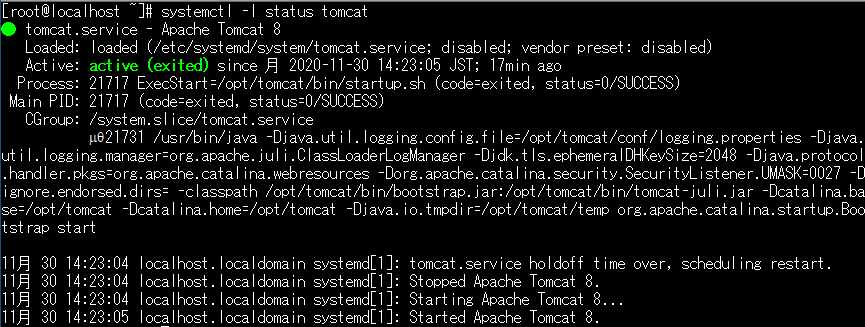 [root@localhost ~]# systemctl -l status tomcat
● tomcat.service - Apache Tomcat 8
Loaded: loaded (/etc/systemd/system/tomcat.service; disabled; vendor preset: disabled)
Active: active (exited) since 月 2020-11-30 14:23:05 JST; 17min ago
Process: 21717 ExecStart=/opt/tomcat/bin/startup.sh (code=exited, status=0/SUCCESS)
Main PID: 21717 (code=exited, status=0/SUCCESS)
CGroup: /system.slice/tomcat.service
μθ21731 /usr/bin/java -Djava.util.logging.config.file=/opt/tomcat/conf/logging.properties -Djava.
util.logging.manager=org.apache.juli.ClassLoaderLogManager -Djdk.tls.ephemeralDHKeySize=2048 -Djava.protocol
.handler.pkgs=org.apache.catalina.webresources -Dorg.apache.catalina.security.SecurityListener.UMASK=0027 -D
ignore.endorsed.dirs= -classpath /opt/tomcat/bin/bootstrap.jar:/opt/tomcat/bin/tomcat-juli.jar -Dcatalina.ba
se=/opt/tomcat -Dcatalina.home=/opt/tomcat -Djava.io.tmpdir=/opt/tomcat/temp org.apache.catalina.startup.Boo
tstrap start
11月 30 14:23:04 localhost.localdomain systemd[1]: tomcat.service holdoff time over, scheduling restart.
11月 30 14:23:04 localhost.localdomain systemd[1]: Stopped Apache Tomcat 8.
11月 30 14:23:04 localhost.localdomain systemd[1]: Starting Apache Tomcat 8...
11月 30 14:23:05 localhost.localdomain systemd[1]: Started Apache Tomcat 8.